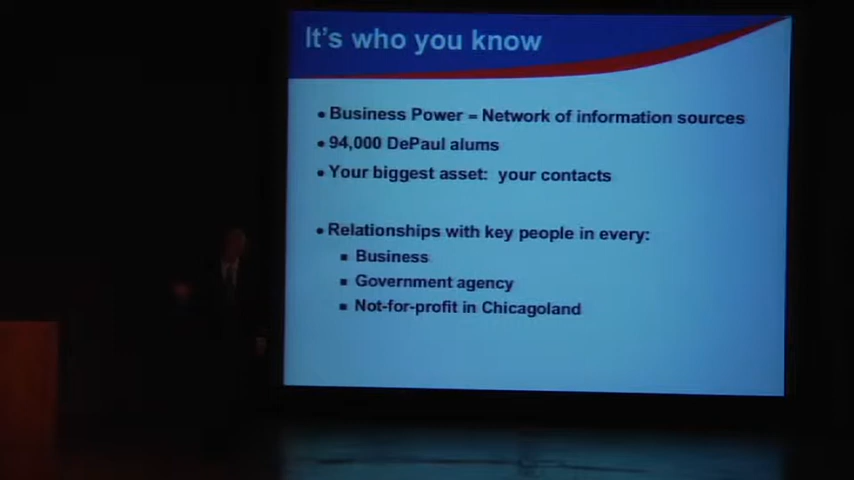 It's who you know
• Business Power = Network of information sources
• 94,000 DePaul alums
• Your biggest asset: your contacts
• Relationships with key people in every:
▪ Business
▪ Government agency
▪ Not-for-profit in Chicagoland